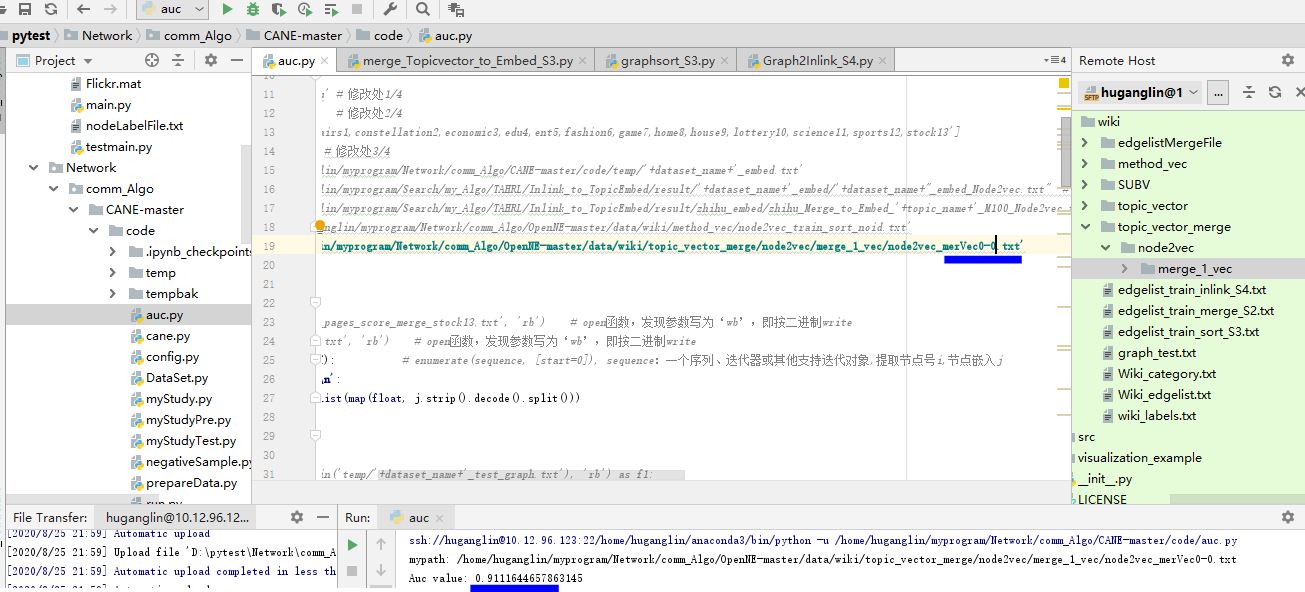 auc
pytest Network comm_Algo CANE-master code auc.py
Project
auc.py merge_Topicvector_to_Embed_S3.py graphsort_S3.py Graph2Inlink_S4.py
4
Remote Host
huganglin@1 ...
Flickr.mat
main.py
nodeLabelFile.txt
testmain.py
Network
comm_Algo
CANE-master
code
.ipynb_checkpoints
temp
tempbak
auc.py
cane.py
config.py
DataSet.py
myStudy.py
myStudyPre.py
myStudyTest.py
negativeSample.py
prepareData.py
run.py
11 ' # 修改处1/4
12 # 修改处2/4
13 airs1,constellation2,economic3,edu4,ent5,fashion6,game7,home8,house9,lottery10,science11,sports12,stock13']
14 # 修改处3/4
15 lin/myprogram/Network/comm_Algo/CANE-master/code/temp/'+dataset_name+'_embed.txt'
16 lin/myprogram/Search/my_Algo/TAHRL/Inlink_to_TopicEmbed/result/"+dataset_name+'_embed/"+dataset_name+"_embed_Node2vec.txt" #
17 lin/myprogram/Search/my_Algo/TAHRL/Inlink_to_TopicEmbed/result/zhihu_embed/zhihu_Merge_to_Embed_'+topic_name+'_M100_Node2vec
18 nglin/myprogram/Network/comm_Algo/OpenNE-master/data/wiki/method_vec/node2vec_train_sort_noid.txt'
19 in/myprogram/Network/comm_Algo/OpenNE-master/data/wiki/topic_vector_merge/node2vec/merge_1_vec/node2vec_merVec0-0.txt'
20
21
22
23 pages_score_merge_stock13.txt', 'rb') # open函数，发现参数写为‘wb’，即按二进制write
24 txt', 'rb') # open函数，发现参数写为‘wb’，即按二进制write
25 ): # enumerate(sequence, [start=0]), sequence：一个序列、迭代器或其他支持迭代对象.提取节点号i,节点嵌入j
26 n':
27 list(map(float, j.strip().decode().split()))
28
29
30
31 in('temp/'+dataset_name+'_test_graph.txt'), 'rb') as f1:
wiki
edgelistMergeFile
method_vec
SUBV
topic_vector
topic_vector_merge
node2vec
merge_1_vec
edgelist_train_inlink_S4.txt
edgelist_train_merge_S2.txt
edgelist_train_sort_S3.txt
graph_test.txt
Wiki_category.txt
Wiki_edgelist.txt
wiki_labels.txt
src
visualization_example
__init__.py
LICENSE
File Transfer: huganglin@10.12.96.12...
[2020/8/25 21:59] Automatic upload
[2020/8/25 21:59] Upload file 'D:\pytest\Network\comm_A
[2020/8/25 21:59] Automatic upload completed in less th
Run: auc
ssh://huganglin@10.12.96.123:22/home/huganglin/anaconda3/bin/python -u /home/huganglin/myprogram/Network/comm_Algo/CANE-master/code/auc.py
mypath: /home/huganglin/myprogram/Network/comm_Algo/OpenNE-master/data/wiki/topic_vector_merge/node2vec/merge_1_vec/node2vec_merVec0-0.txt
Auc value: 0.9111644657863145